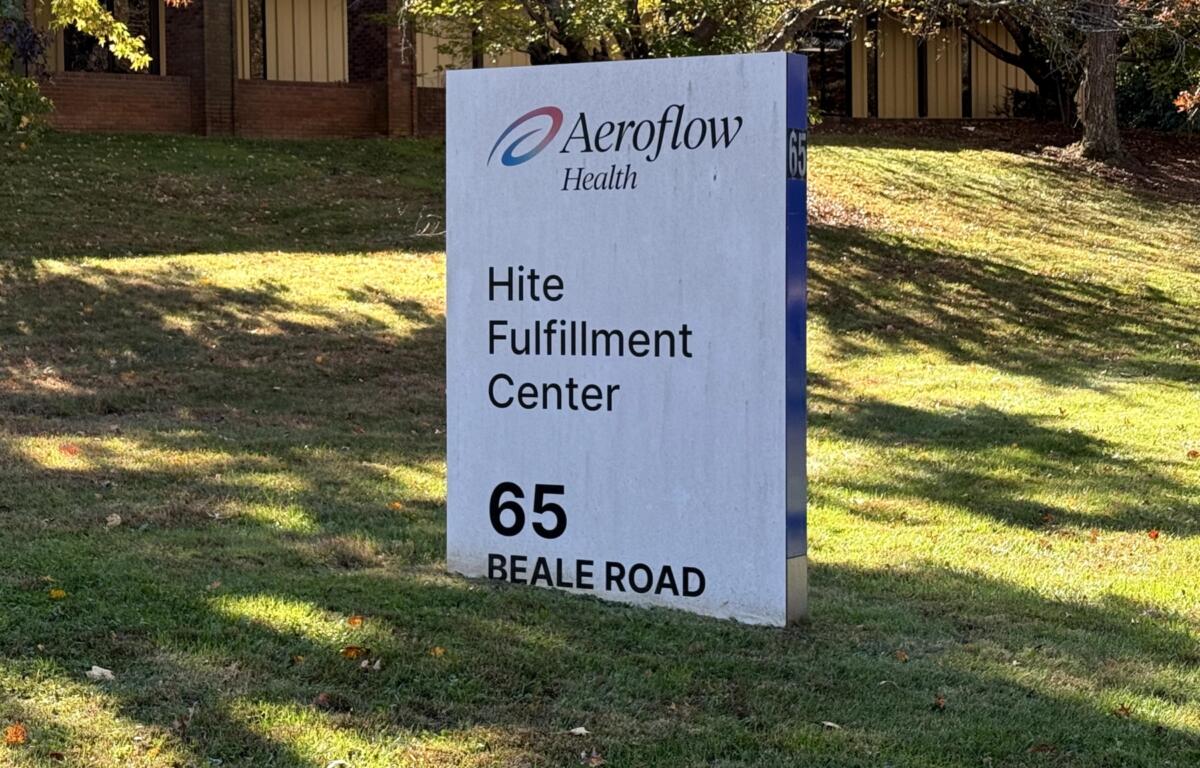 Aeroflow
Health
65
Hite
Fulfillment
Center
65
BEALE ROAD